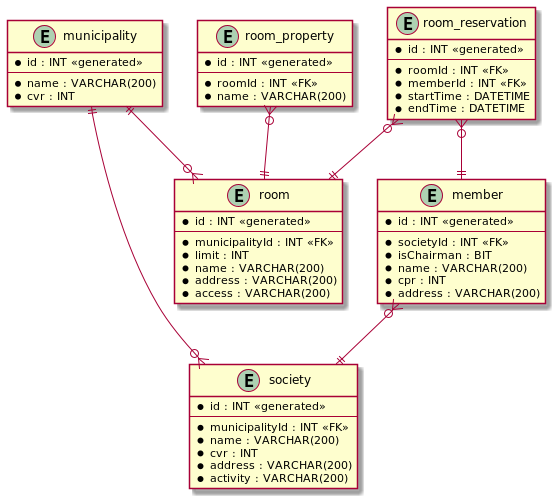 E municipality
id : INT «generated»
name : VARCHAR(200)
cvr : INT
E room_property
id : INT «generated»
roomId : INT «FK»
name : VARCHAR(200)
E room_reservation
id : INT «generated»
roomId : INT «FK»
memberId : INT «FK»
startTime : DATETIME
endTime : DATETIME
E room
id : INT «generated»
municipalityId : INT «FK»
limit : INT
name : VARCHAR(200)
address : VARCHAR(200)
access : VARCHAR(200)
E member
id : INT «generated»
societyId : INT «FK»
isChairman : BIT
name : VARCHAR(200)
cpr : INT
address : VARCHAR(200)
E society
id : INT «generated»
municipalityId : INT «FK»
name : VARCHAR(200)
cvr : INT
address : VARCHAR(200)
activity : VARCHAR(200)